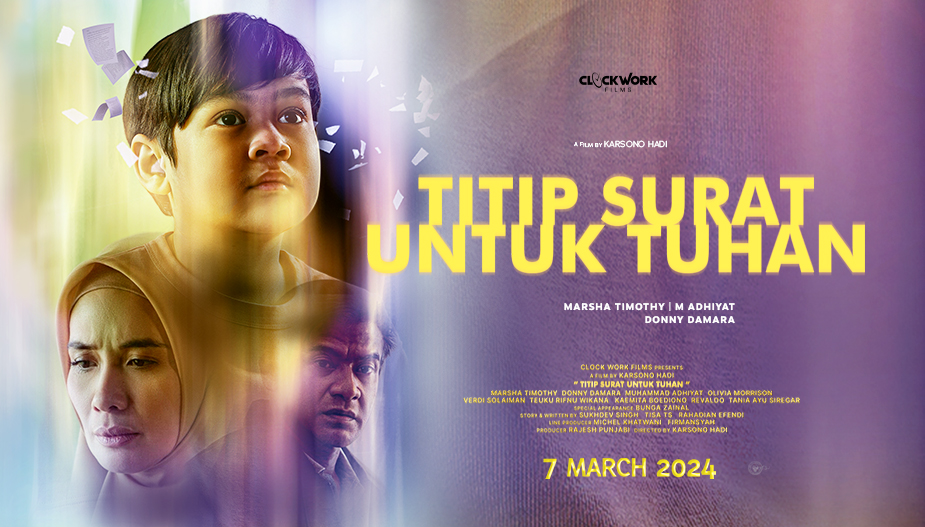 CLOCKWORK
FILMS
A FILM BY KARSONO HADI
TITIP SURAT
UNTUK TUHAN
MARSHA TIMOTHY | M ADHIYAT
DONNY DAMARA
CLOCK WORK FILMS PRESENTS
A FILM BY KARSONO HADI
" TITIP SURAT UNTUK TUHAN "
MARSHA TIMOTHY DONNY DAMARA MUHAMMAD ADHIYAT OLIVIA MORRISON
VERDI SOLAIMAN TEUKU RIFNU WIKANA KAEMITA BOEDIONO REVALDO TANIA AYU SIREGAR
SPECIAL APPEARANCE BUNGA ZAINAL
STORY & WRITTEN BY SUKHDEV SINGH TISA TS RAHADIAN EFENDI
LINE PRODUCER MICHEL KHATWANI FIRMANSYAH
PRODUCER RAJESH PUNJABI DIRECTED BY KARSONO HADI
7 MARCH 2024